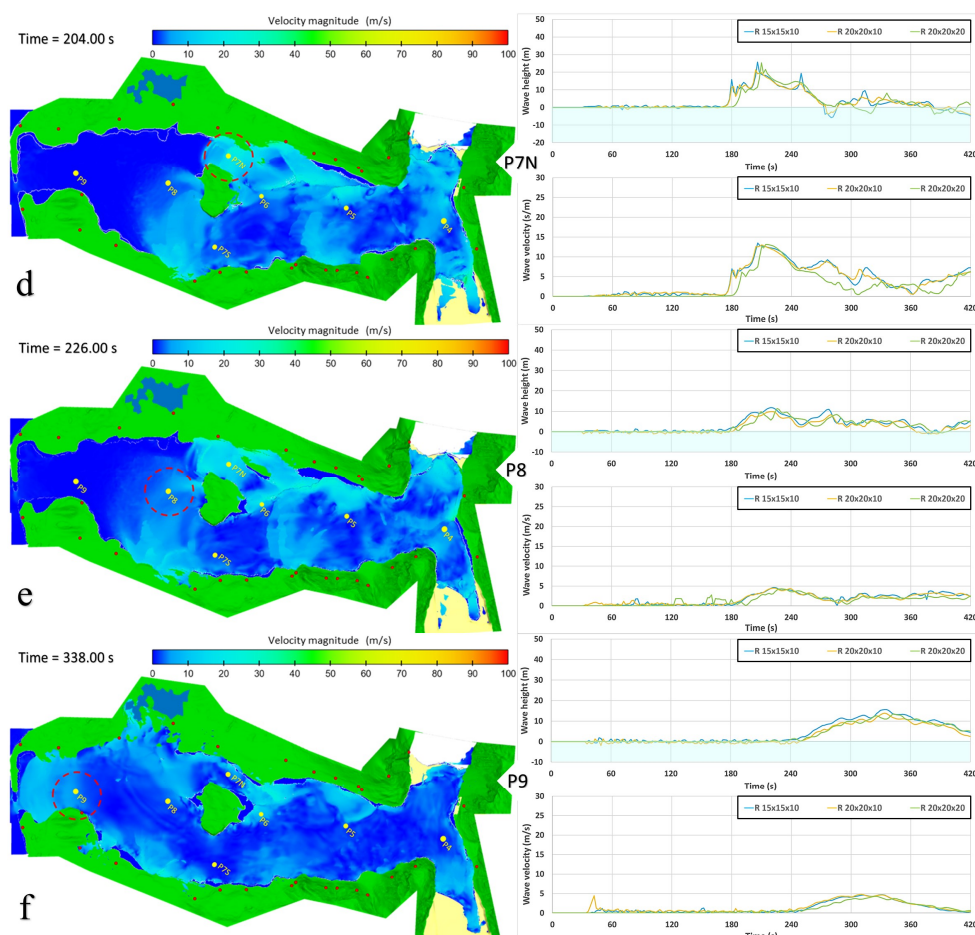 Velocity magnitude (m/s)
Time = 204.00 s
0 10 20 30 40 50 60 70 80 90 100
P9
P8
P7N
P6
P5
P4
P7S
d
P7N
R 15x15x10 R 20x20x10 R 20x20x20
Wave height (m)
50
40
30
20
10
0
-10
-20
0 60 120 180 240 300 360 420
Time (s)
R 15x15x10 R 20x20x10 R 20x20x20
Wave velocity (s/m)
30
25
20
15
10
5
0
0 60 120 180 240 300 360 420
Time (s)
Velocity magnitude (m/s)
Time = 226.00 s
0 10 20 30 40 50 60 70 80 90 100
P9
P8
P7N
P6
P5
P4
P7S
e
P8
R 15x15x10 R 20x20x10 R 20x20x20
Wave height (m)
50
40
30
20
10
0
-10
0 60 120 180 240 300 360 420
Time (s)
R 15x15x10 R 20x20x10 R 20x20x20
Wave velocity (m/s)
30
25
20
15
10
5
0
0 60 120 180 240 300 360 420
Time (s)
Velocity magnitude (m/s)
Time = 338.00 s
0 10 20 30 40 50 60 70 80 90 100
P9
P8
P7N
P6
P5
P4
P7S
f
P9
R 15x15x10 R 20x20x10 R 20x20x20
Wave height (m)
50
40
30
20
10
0
-10
0 60 120 180 240 300 360 420
Time (s)
R 15x15x10 R 20x20x10 R 20x20x20
Wave velocity (m/s)
30
25
20
15
10
5
0
0 60 120 180 240 300 360 420
Time (s)